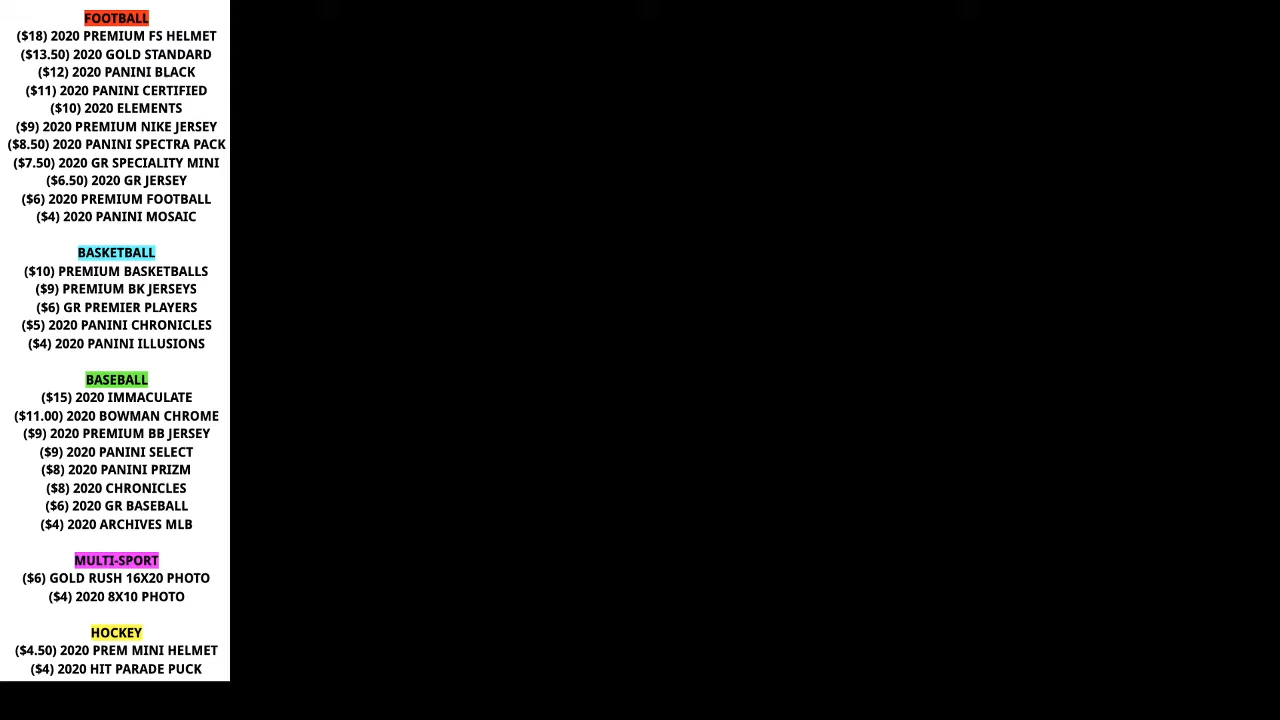 FOOTBALL
($18) 2020 PREMIUM FS HELMET
($13.50) 2020 GOLD STANDARD
($12) 2020 PANINI BLACK
($11) 2020 PANINI CERTIFIED
($10) 2020 ELEMENTS
($9) 2020 PREMIUM NIKE JERSEY
($8.50) 2020 PANINI SPECTRA PACK
($7.50) 2020 GR SPECIALITY MINI
($6.50) 2020 GR JERSEY
($6) 2020 PREMIUM FOOTBALL
($4) 2020 PANINI MOSAIC
BASKETBALL
($10) PREMIUM BASKETBALLS
($9) PREMIUM BK JERSEYS
($6) GR PREMIER PLAYERS
($5) 2020 PANINI CHRONICLES
($4) 2020 PANINI ILLUSIONS
BASEBALL
($15) 2020 IMMACULATE
($11.00) 2020 BOWMAN CHROME
($9) 2020 PREMIUM BB JERSEY
($9) 2020 PANINI SELECT
($8) 2020 PANINI PRIZM
($8) 2020 CHRONICLES
($6) 2020 GR BASEBALL
($4) 2020 ARCHIVES MLB
MULTI-SPORT
($6) GOLD RUSH 16X20 PHOTO
($4) 2020 8X10 PHOTO
HOCKEY
($4.50) 2020 PREM MINI HELMET
($4) 2020 HIT PARADE PUCK